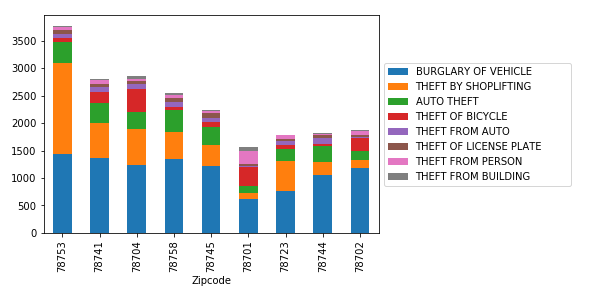 3500
3000
2500
2000
1500
1000
500
0
78753
78741
78704
78758
78745
78701
78723
78744
78702
Zipcode
BURGLARY OF VEHICLE
THEFT BY SHOPLIFTING
AUTO THEFT
THEFT OF BICYCLE
THEFT FROM AUTO
THEFT OF LICENSE PLATE
THEFT FROM PERSON
THEFT FROM BUILDING